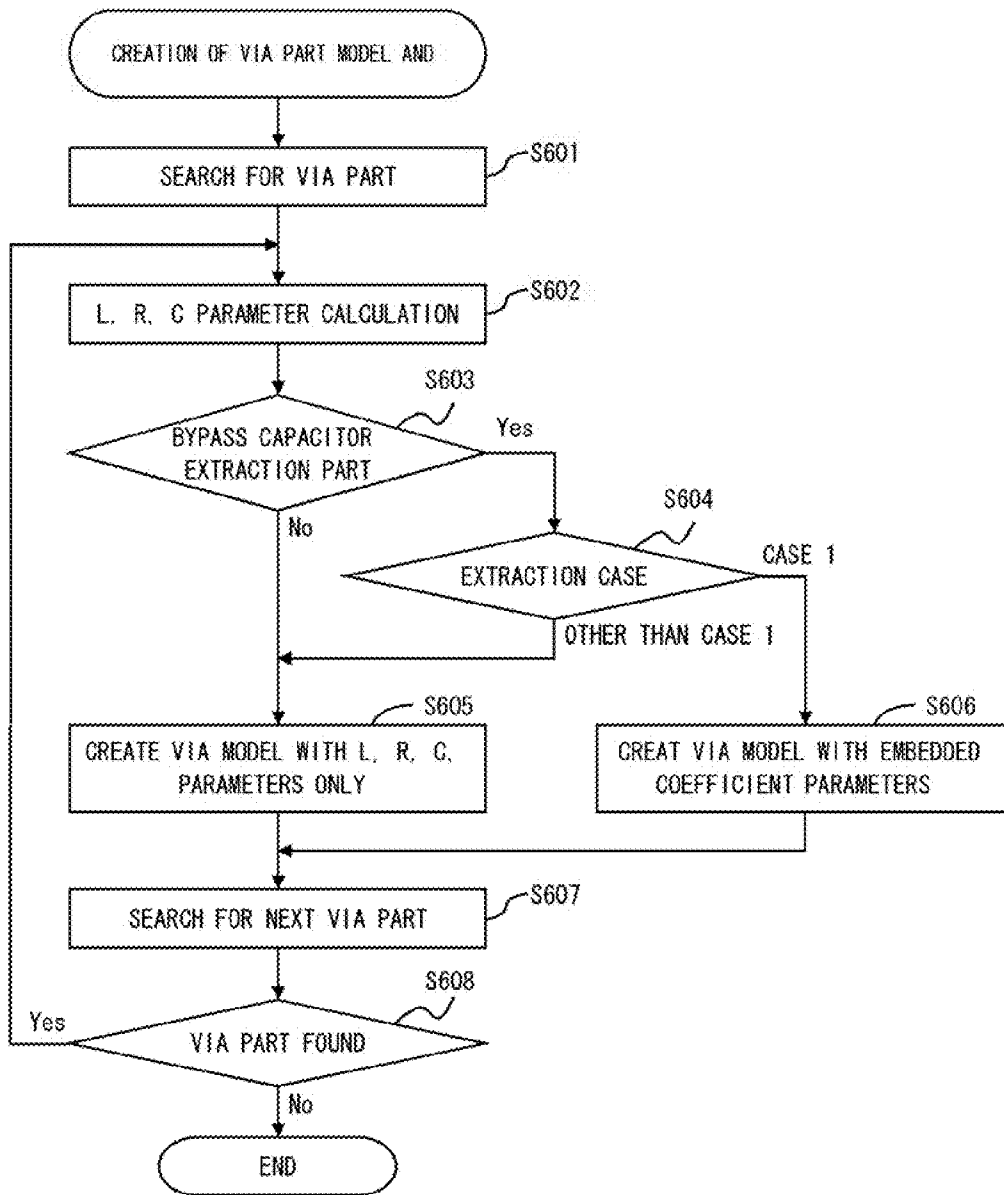 CREATION OF VIA PART MODEL AND
S601
SEARCH FOR VIA PART
S602
L, R, C PARAMETER CALCULATION
S603
BYPASS CAPACITOR
EXTRACTION PART
Yes
No
S604
EXTRACTION CASE
CASE 1
OTHER THAN CASE 1
S605
CREATE VIA MODEL WITH L, R, C,
PARAMETERS ONLY
S606
CREAT VIA MODEL WITH EMBEDDED
COEFFICIENT PARAMETERS
S607
SEARCH FOR NEXT VIA PART
S608
VIA PART FOUND
Yes
No
END